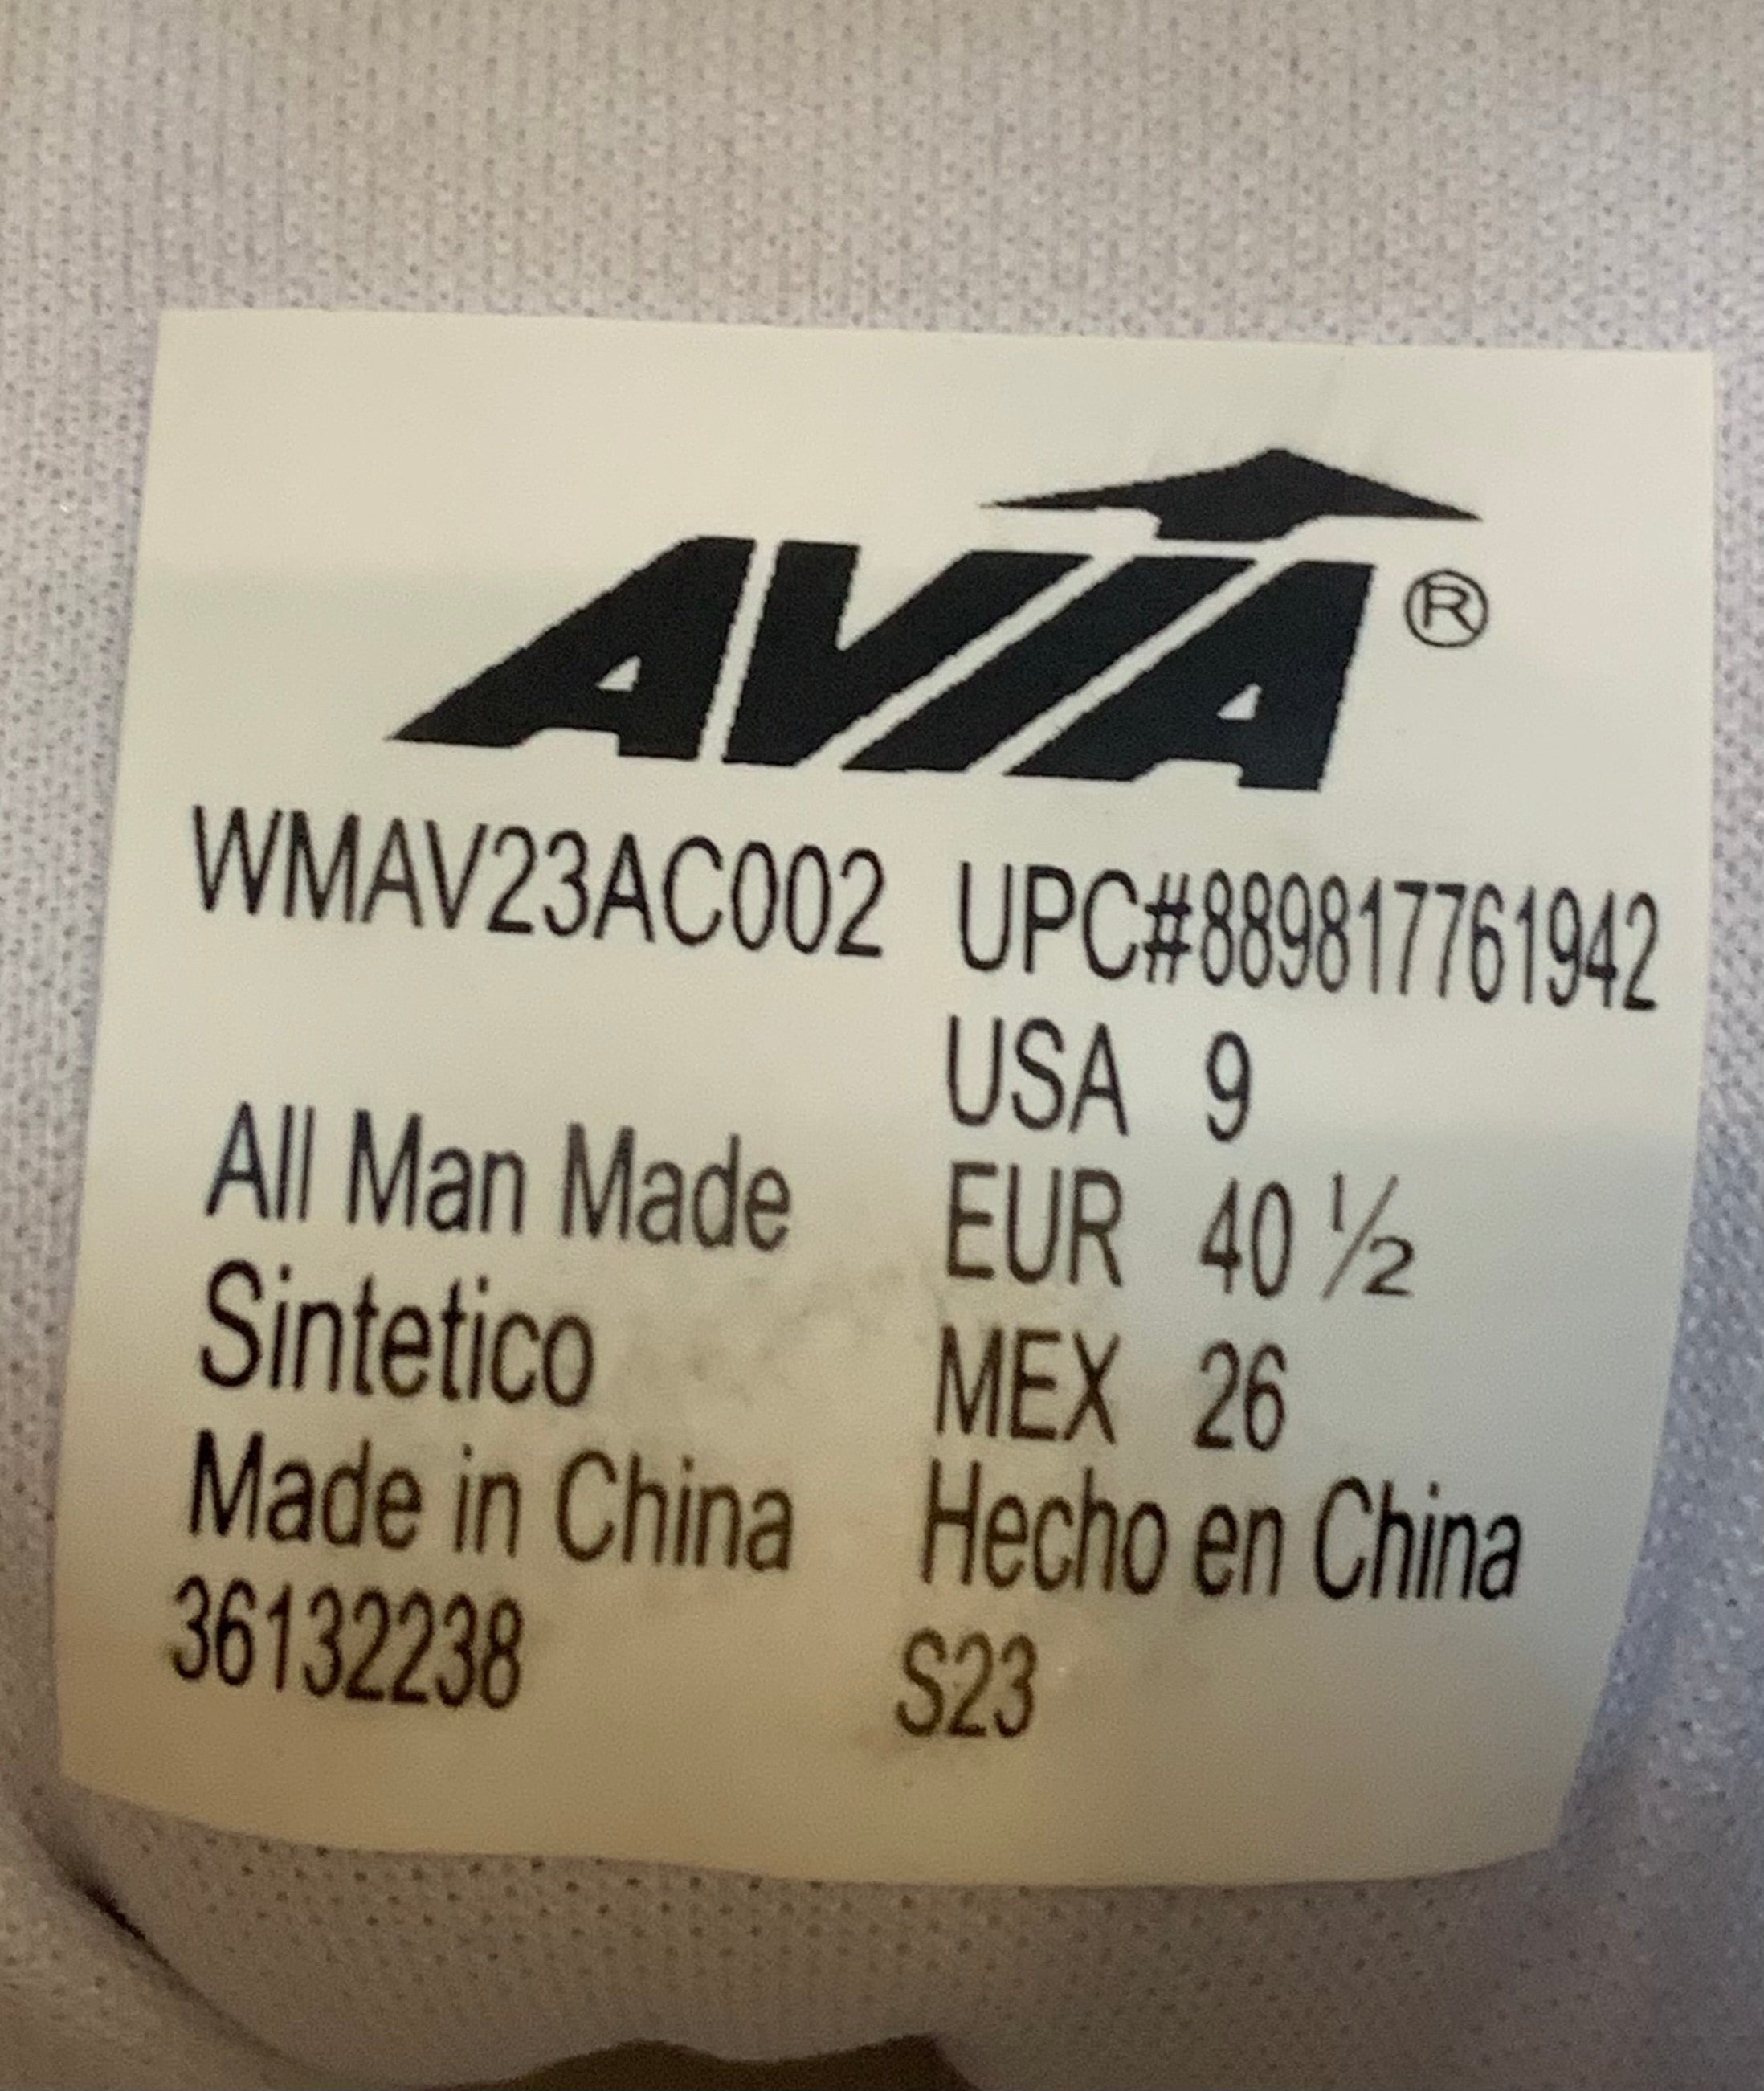 AVIA®
WMAV23AC002 UPC#889817761942
USA 9
All Man Made EUR 40 ½
Sintetico MEX 26
Made in China Hecho en China
36132238 S23